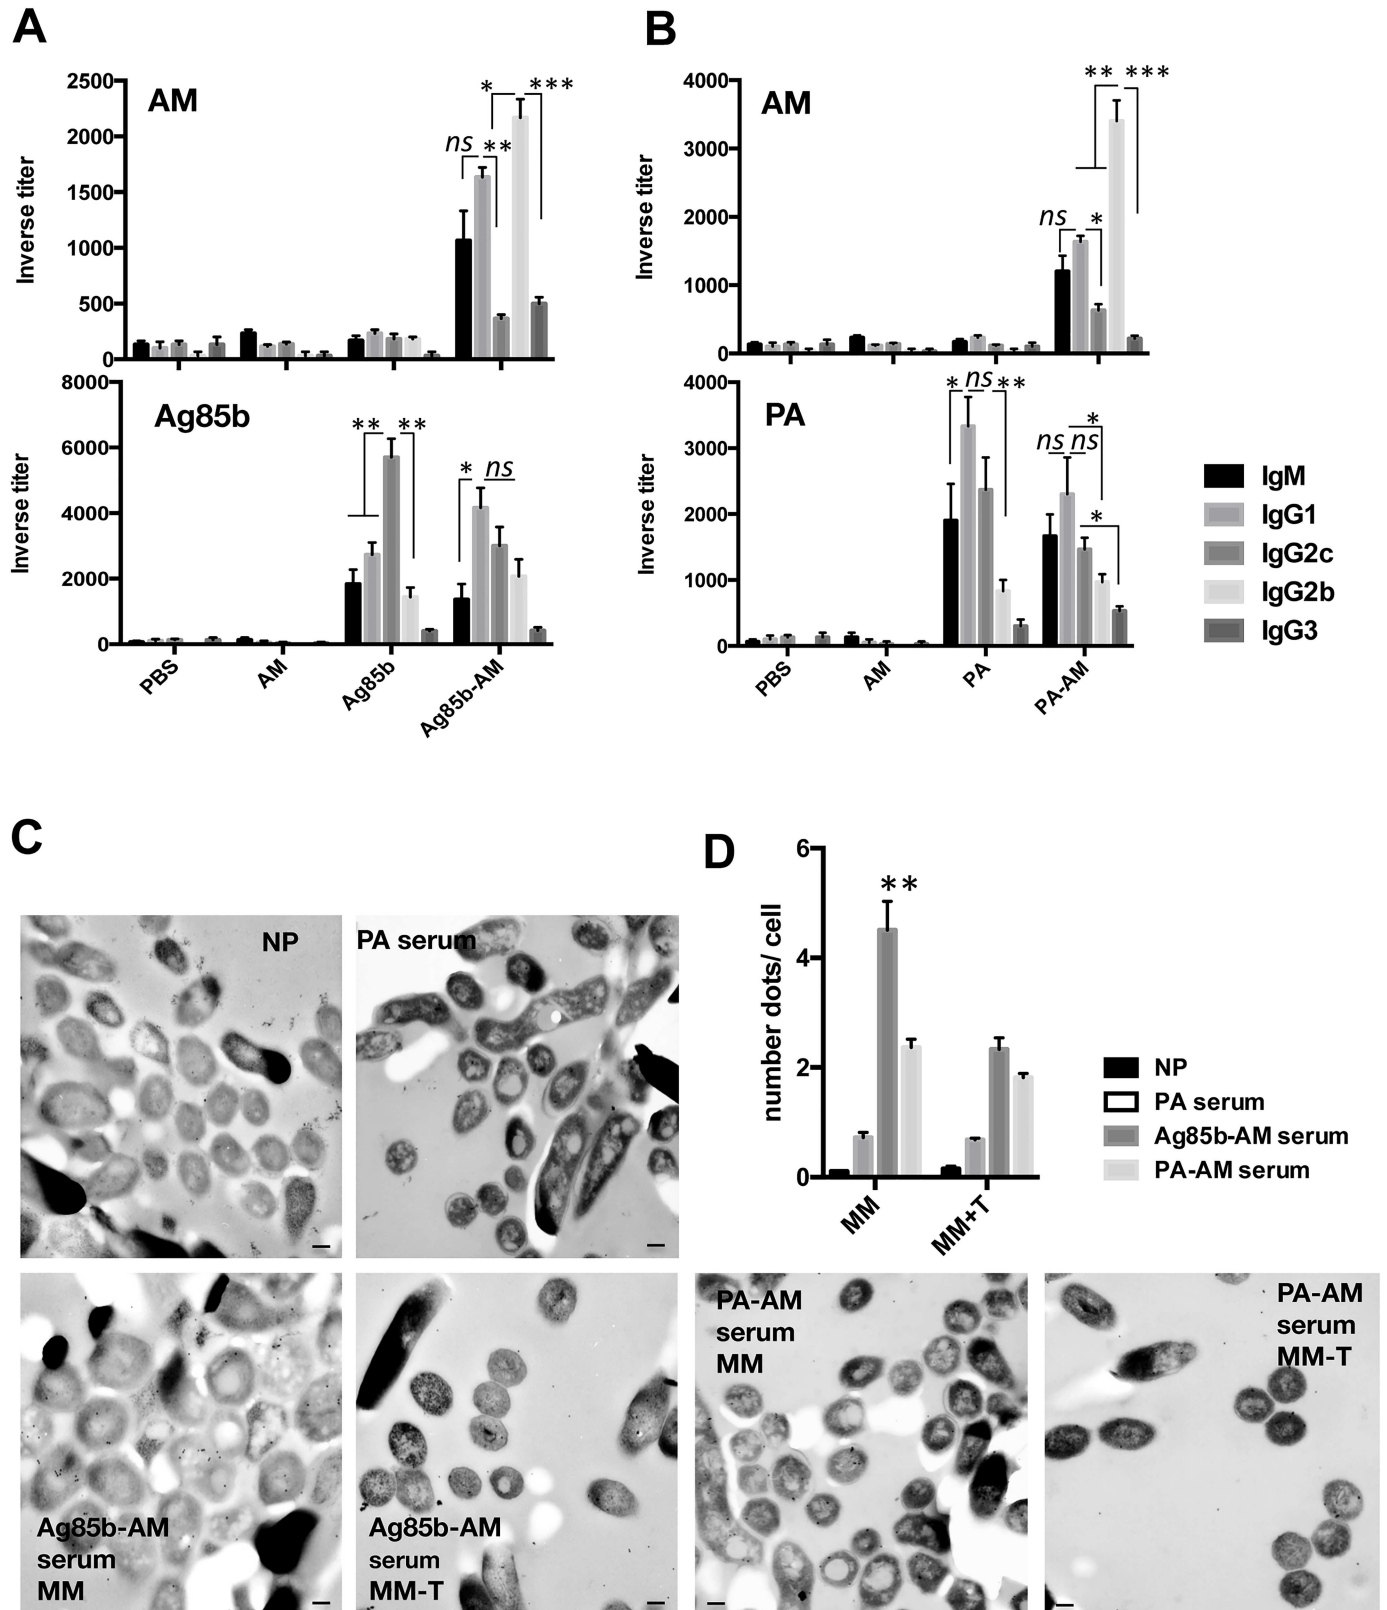 A
B
2500
2000
1500
1000
500
0
Inverse titer
AM
ns
**
*
***
4000
3000
2000
1000
0
Inverse titer
AM
ns
*
**
***
8000
6000
4000
2000
0
Inverse titer
Ag85b
**
**
*
ns
PBS
AM
Ag85b
Ag85b-AM
4000
3000
2000
1000
0
Inverse titer
PA
*
ns
**
ns
ns
*
*
PBS
AM
PA
PA-AM
IgM
IgG1
IgG2c
IgG2b
IgG3
C
NP
PA serum
D
6
4
2
0
number dots/ cell
**
MM
MM+T
NP
PA serum
Ag85b-AM serum
PA-AM serum
Ag85b-AM
serum
MM
Ag85b-AM
serum
MM-T
PA-AM
serum
MM
PA-AM
serum
MM-T